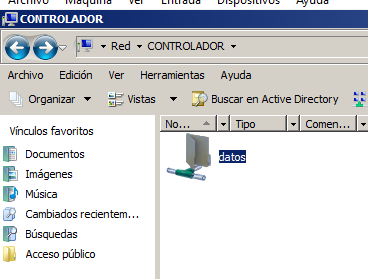 Archivo Máquina Ver Entrada Dispositivos Ayuda
CONTROLADOR
Red CONTROLADOR
Archivo Edición Ver Herramientas Ayuda
Organizar Vistas Buscar en Active Directory
Vínculos favoritos
Documentos
Imágenes
Música
Cambiados recientem...
Búsquedas
Acceso público
No... Tipo Comen...
datos